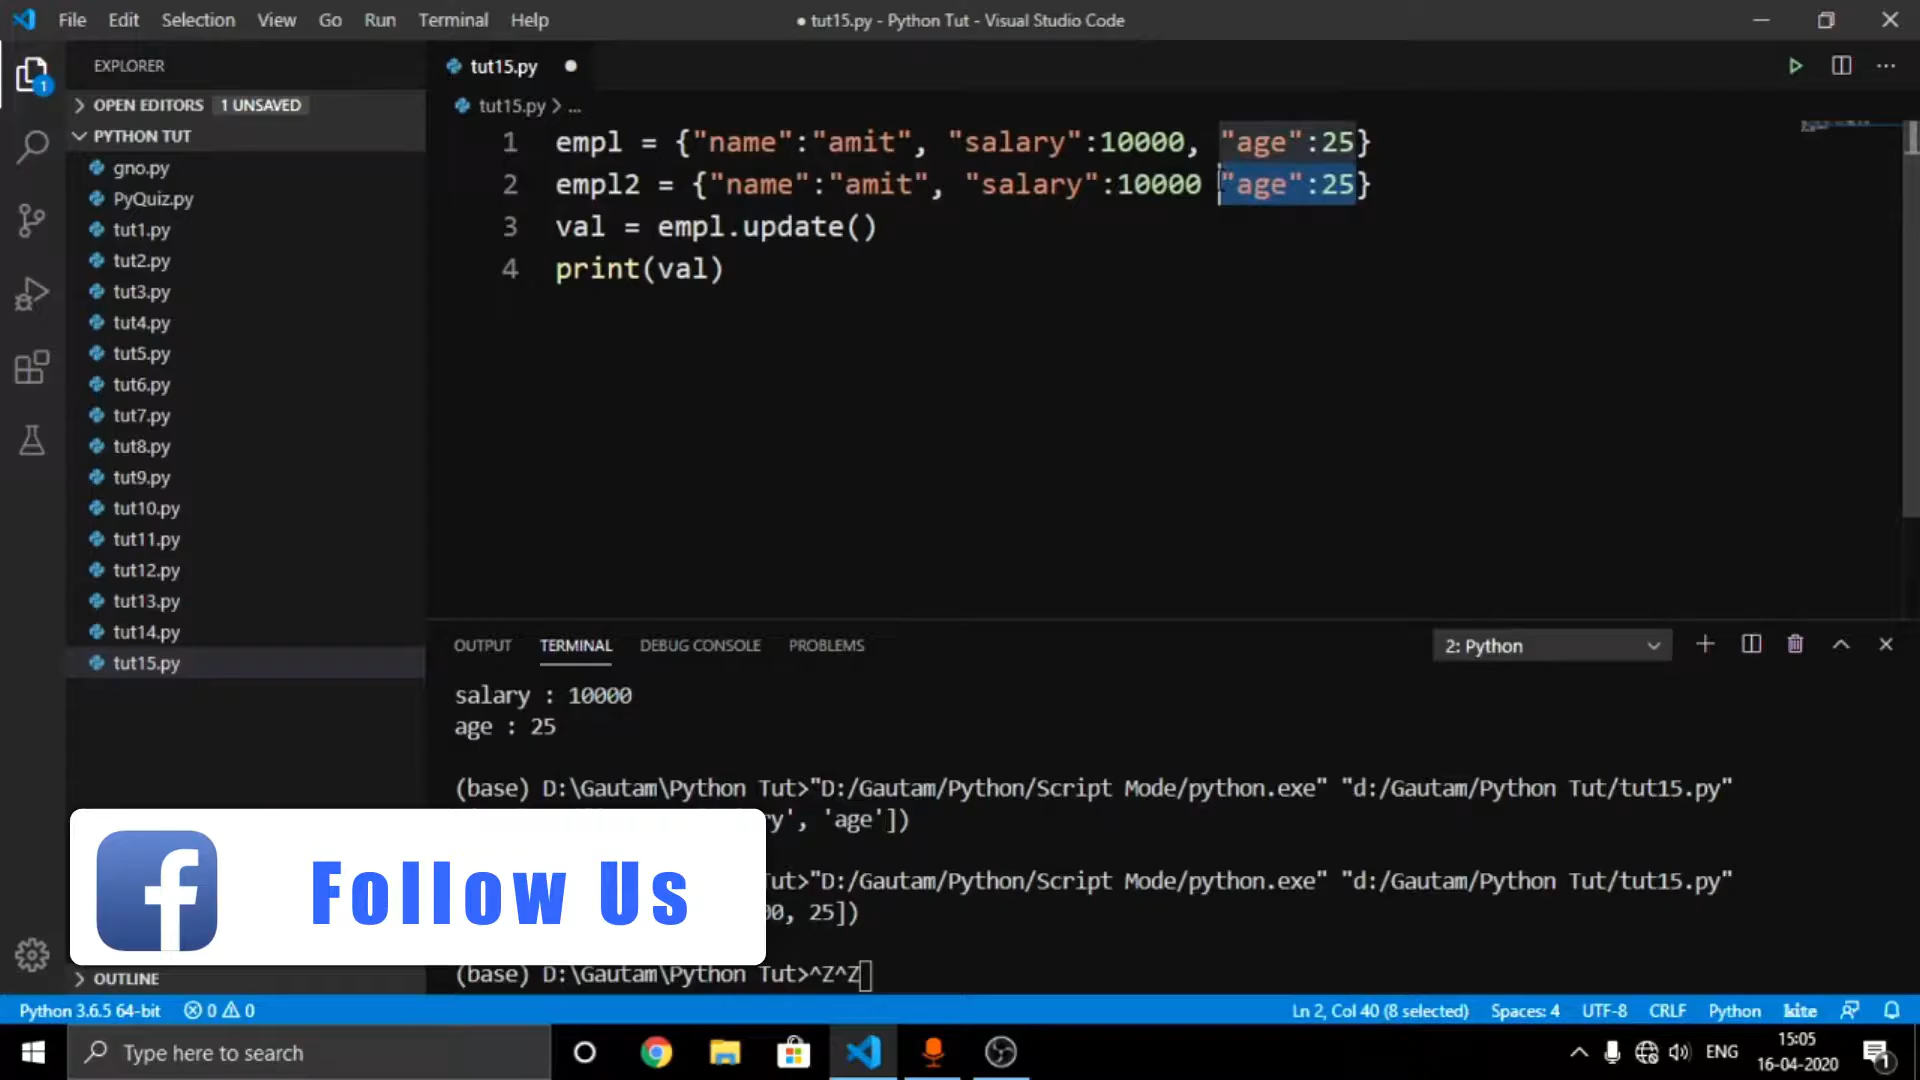 File Edit Selection View Go Run Terminal Help
● tut15.py - Python Tut - Visual Studio Code
EXPLORER
OPEN EDITORS 1 UNSAVED
PYTHON TUT
gno.py
PyQuiz.py
tut1.py
tut2.py
tut3.py
tut4.py
tut5.py
tut6.py
tut7.py
tut8.py
tut9.py
tut10.py
tut11.py
tut12.py
tut13.py
tut14.py
tut15.py
OUTLINE
1
tut15.py ●
tut15.py > ...
1 empl = {"name":"amit", "salary":10000, "age":25}
2 empl2 = {"name":"amit", "salary":10000 "age":25}
3 val = empl.update()
4 print(val)
OUTPUT TERMINAL DEBUG CONSOLE PROBLEMS
2: Python
salary : 10000
age : 25
(base) D:\Gautam\Python Tut>"D:/Gautam/Python/Script Mode/python.exe" "d:/Gautam/Python Tut/tut15.py"
ry', 'age'])
Tut>"D:/Gautam/Python/Script Mode/python.exe" "d:/Gautam/Python Tut/tut15.py"
00, 25])
(base) D:\Gautam\Python Tut>^Z^Z
f Follow Us
Python 3.6.5 64-bit 0 0
Ln 2, Col 40 (8 selected) Spaces: 4 UTF-8 CRLF Python kite
Type here to search
ENG
15:05
16-04-2020
1